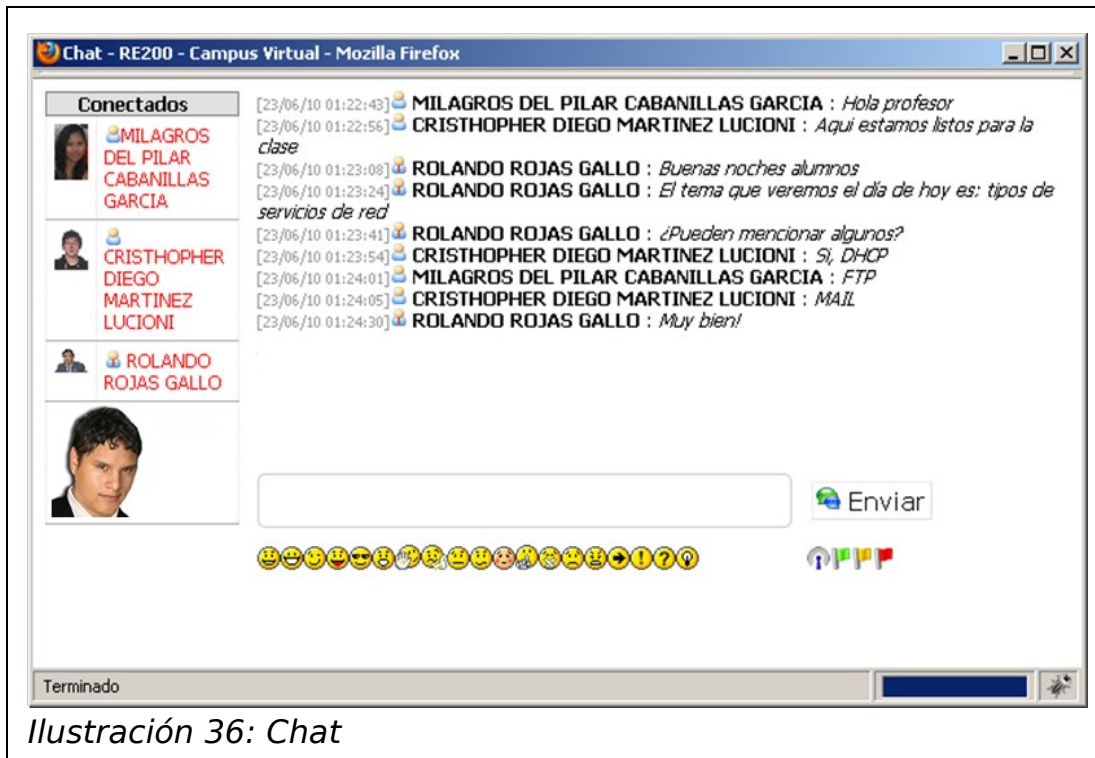 Chat - RE200 - Campus Virtual - Mozilla Firefox
Conectados
MILAGROS
DEL PILAR
CABANILLAS
GARCIA
CRISTHOPHER
DIEGO
MARTINEZ
LUCIONI
ROLANDO
ROJAS GALLO
[23/06/10 01:22:43] MILAGROS DEL PILAR CABANILLAS GARCIA : Hola profesor
[23/06/10 01:22:56] CRISTHOPHER DIEGO MARTINEZ LUCIONI : Aqui estamos listos para la
clase
[23/06/10 01:23:08] ROLANDO ROJAS GALLO : Buenas noches alumnos
[23/06/10 01:23:24] ROLANDO ROJAS GALLO : El tema que veremos el día de hoy es: tipos de
servicios de red
[23/06/10 01:23:41] ROLANDO ROJAS GALLO : ¿Pueden mencionar algunos?
[23/06/10 01:23:54] CRISTHOPHER DIEGO MARTINEZ LUCIONI : Sì, DHCP
[23/06/10 01:24:01] MILAGROS DEL PILAR CABANILLAS GARCIA : FTP
[23/06/10 01:24:05] CRISTHOPHER DIEGO MARTINEZ LUCIONI : MAIL
[23/06/10 01:24:30] ROLANDO ROJAS GALLO : Muy bien!
Enviar
Terminado
Ilustración 36: Chat